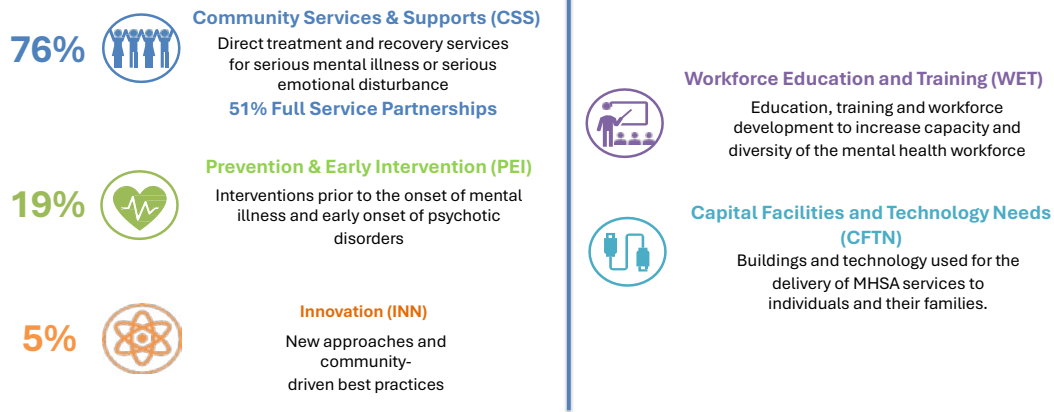 76%
Community Services & Supports (CSS)
Direct treatment and recovery services
for serious mental illness or serious
emotional disturbance
51% Full Service Partnerships
19%
Prevention & Early Intervention (PEI)
Interventions prior to the onset of mental
illness and early onset of psychotic
disorders
5%
Innovation (INN)
New approaches and
community-
driven best practices
Workforce Education and Training (WET)
Education, training and workforce
development to increase capacity and
diversity of the mental health workforce
Capital Facilities and Technology Needs
(CFTN)
Buildings and technology used for the
delivery of MHSA services to
individuals and their families.